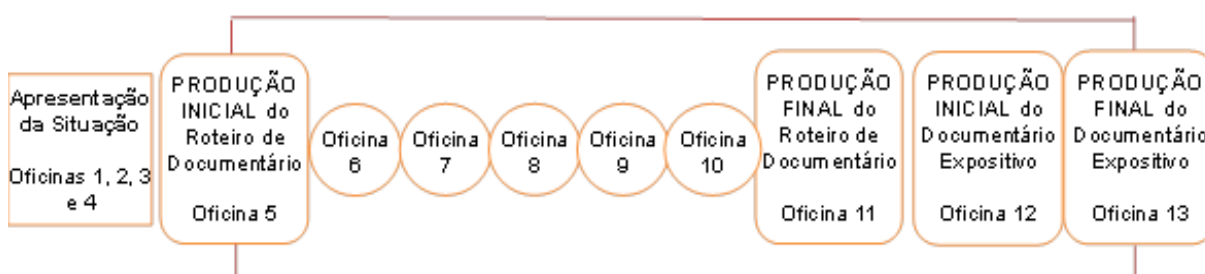 Apresentação
da Situação
Oficinas 1, 2, 3
e 4
PRODUÇÃO
INICIAL do
Roteiro de
Documentário
Oficina 5
Oficina
6
Oficina
7
Oficina
8
Oficina
9
Oficina
10
PRODUÇÃO
FINAL do
Roteiro de
Documentário
Oficina 11
PRODUÇÃO
INICIAL do
Documentário
Expositivo
Oficina 12
PRODUÇÃO
FINAL do
Documentário
Expositivo
Oficina 13